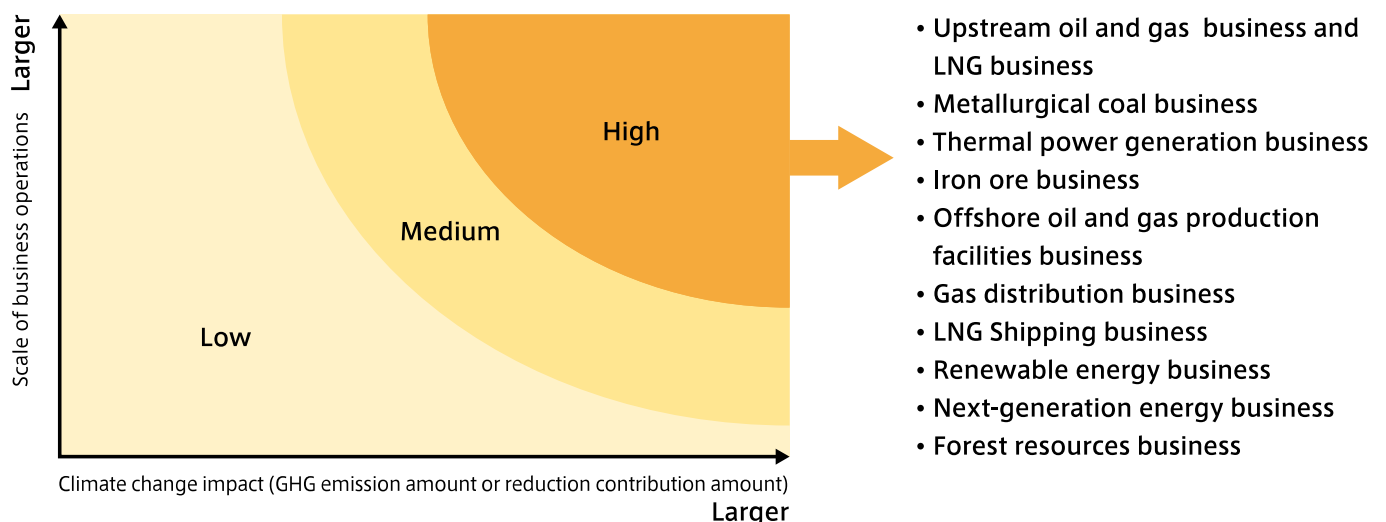 Larger
Scale of business operations
High
Medium
Low
Climate change impact (GHG emission amount or reduction contribution amount)
Larger
• Upstream oil and gas business and
LNG business
• Metallurgical coal business
• Thermal power generation business
• Iron ore business
• Offshore oil and gas production
facilities business
• Gas distribution business
• LNG Shipping business
• Renewable energy business
• Next-generation energy business
• Forest resources business